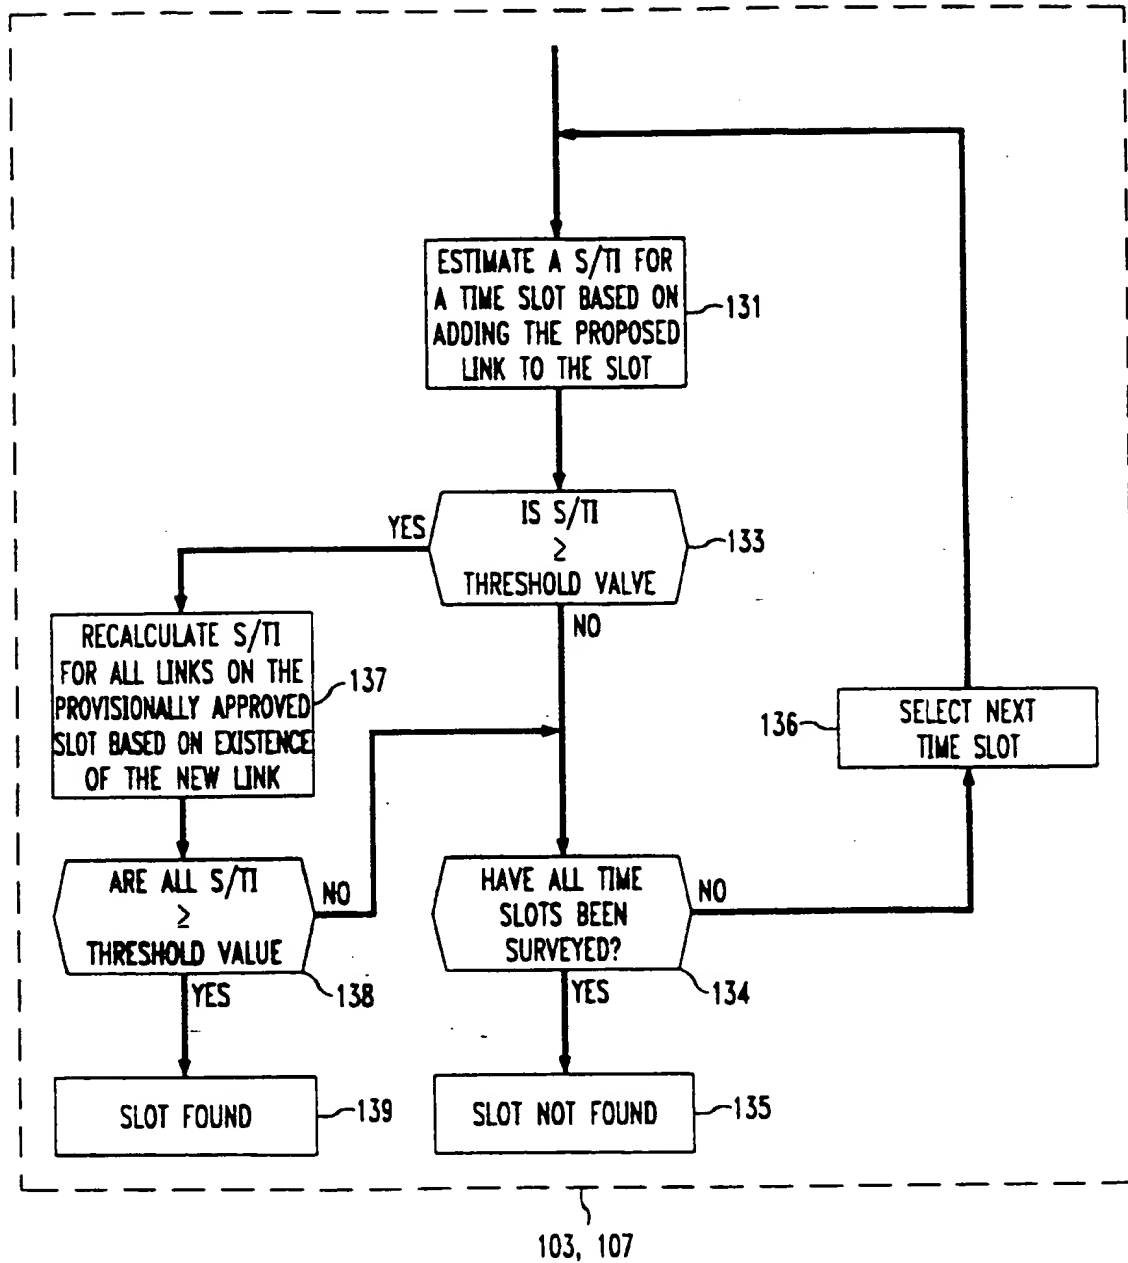 ESTIMATE A S/TI FOR
A TIME SLOT BASED ON
ADDING THE PROPOSED
LINK TO THE SLOT
131
IS S/TI
≥
THRESHOLD VALVE
133
YES
NO
RECALCULATE S/TI
FOR ALL LINKS ON THE
PROVISIONALLY APPROVED
SLOT BASED ON EXISTENCE
OF THE NEW LINK
137
136
SELECT NEXT
TIME SLOT
ARE ALL S/TI
≥
THRESHOLD VALUE
138
NO
YES
HAVE ALL TIME
SLOTS BEEN
SURVEYED?
134
NO
YES
SLOT FOUND
139
SLOT NOT FOUND
135
103, 107